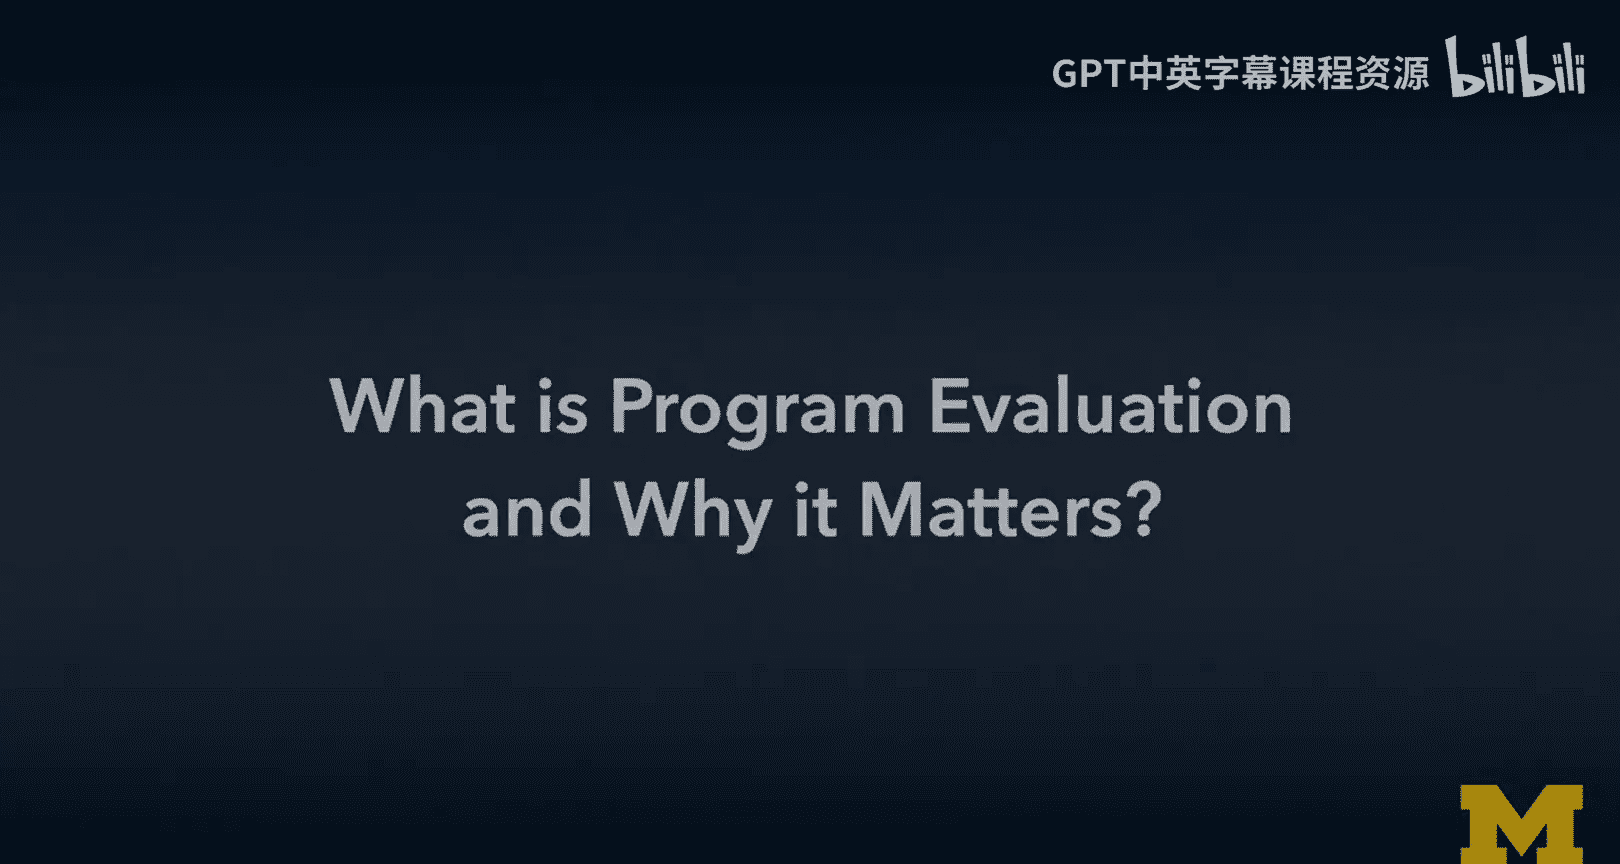 GPT中英字幕课程资源 bilibili
What is Program Evaluation
and Why it Matters?
M